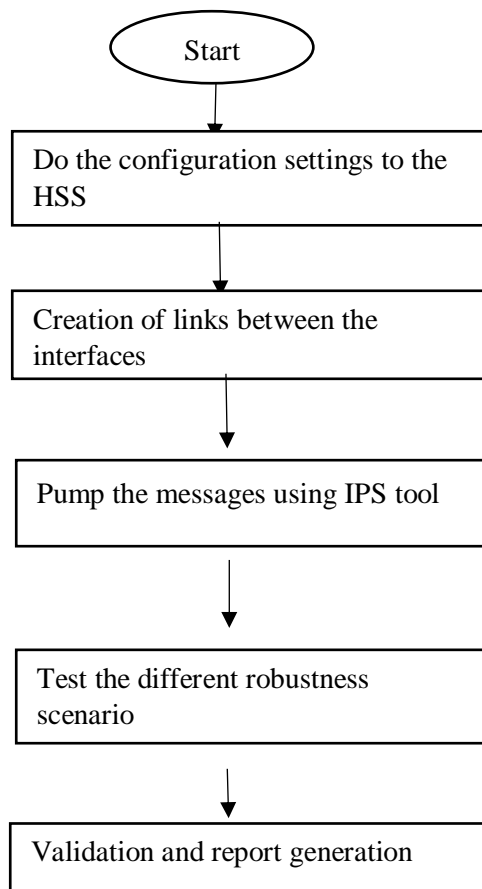 Start
Do the configuration settings to the
HSS
Creation of links between the
interfaces
Pump the messages using IPS tool
Test the different robustness
scenario
Validation and report generation